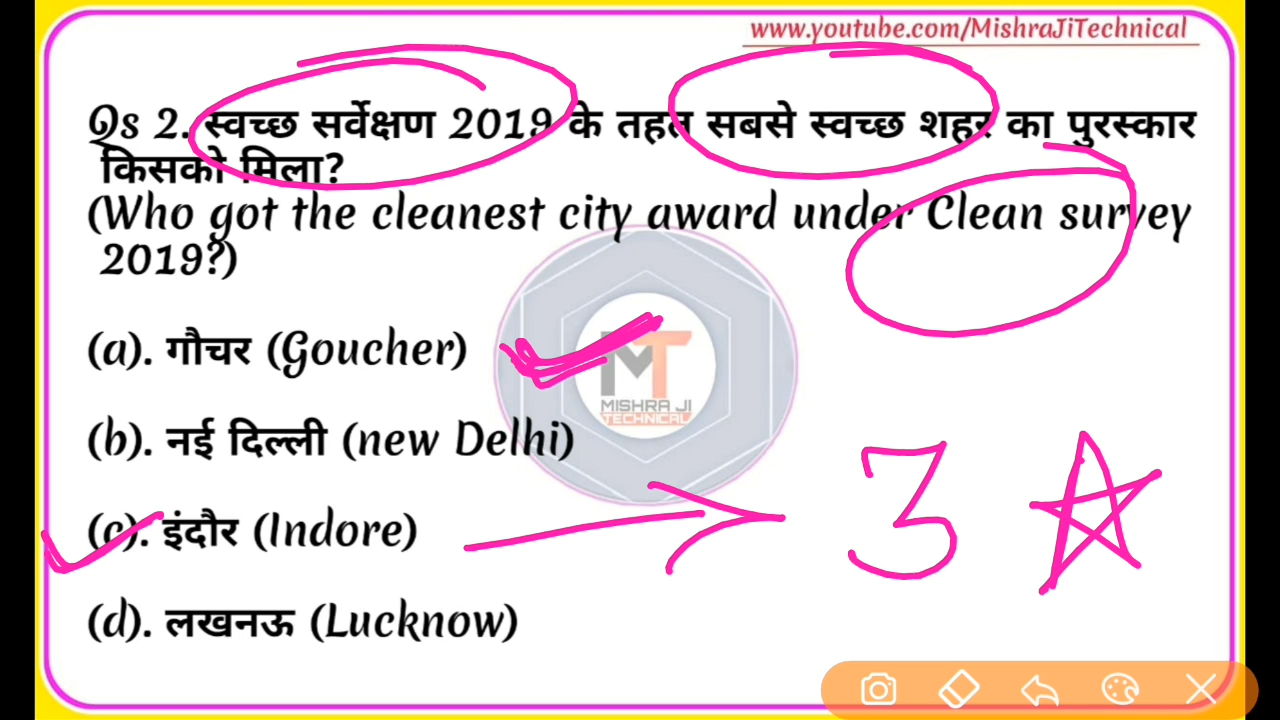 www.youtube.com/MishraJiTechnical
Qs 2. स्वच्छ सर्वेक्षण 2019 के तहत सबसे स्वच्छ शहर का पुरस्कार
किसको मिला?
(Who got the cleanest city award under Clean survey
2019?)
(a). गौचर (Goucher)
MT
MISHRA JI
TECHNICAL
(b). नई दिल्ली (new Delhi)
(c). इंदौर (Indore)
3
(d). लखनऊ (Lucknow)